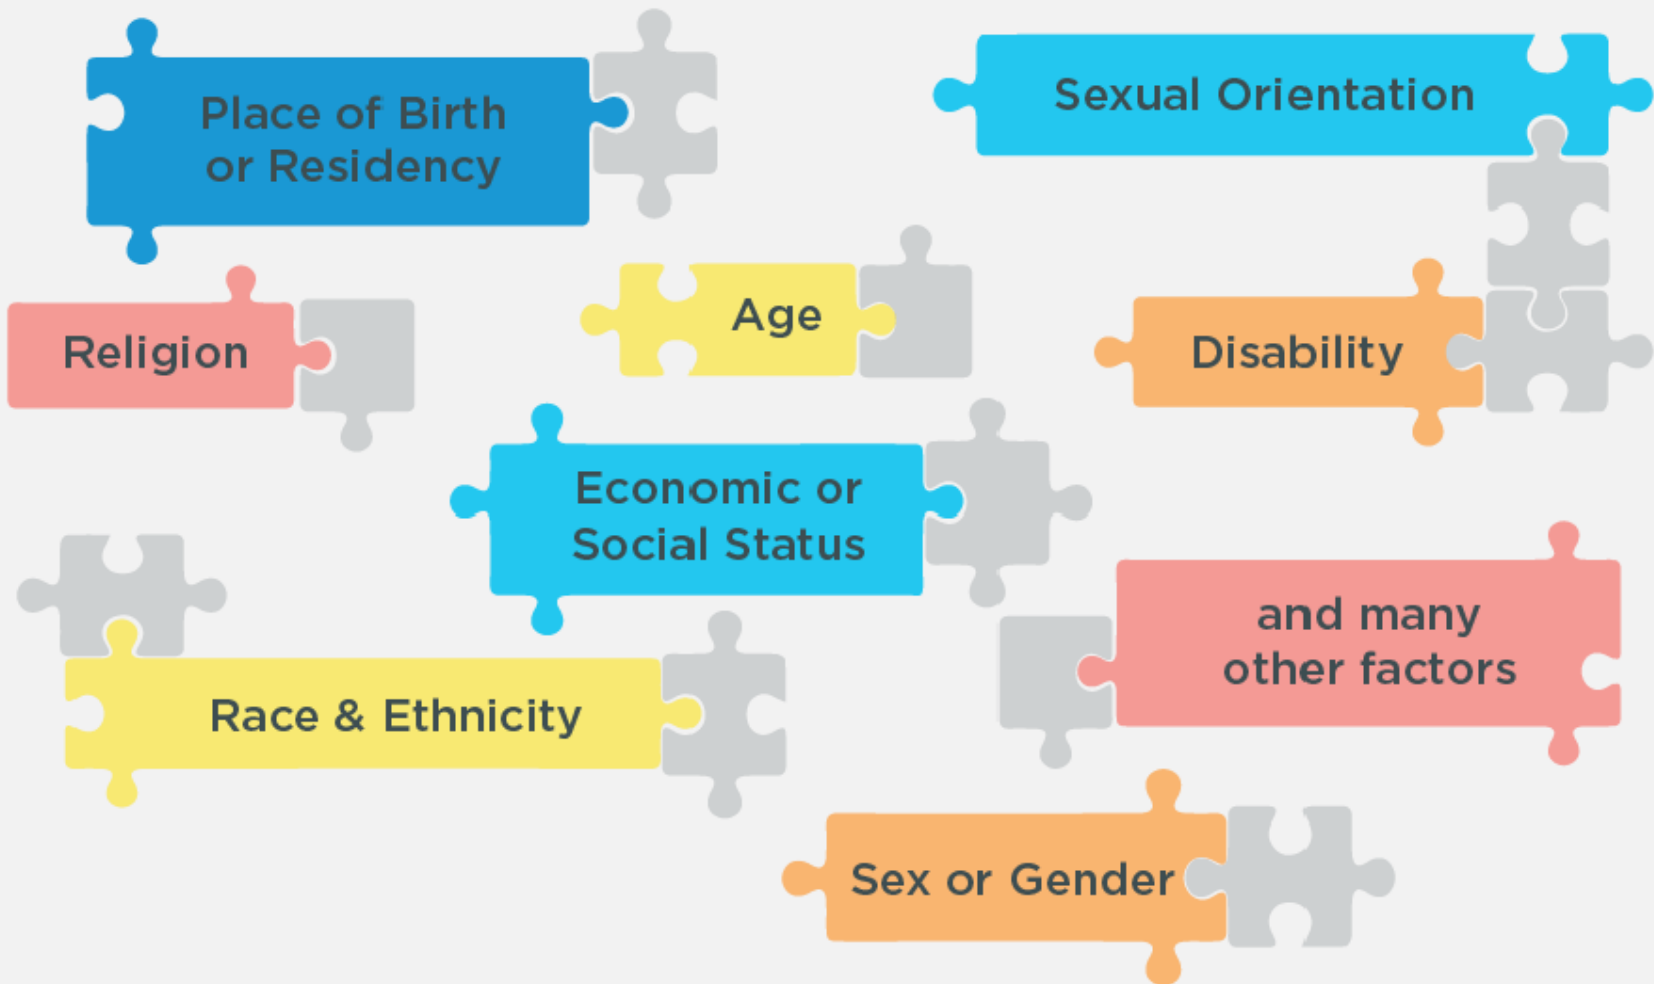 Place of Birth
or Residency
Sexual Orientation
Religion
Age
Disability
Economic or
Social Status
and many
other factors
Race & Ethnicity
Sex or Gender